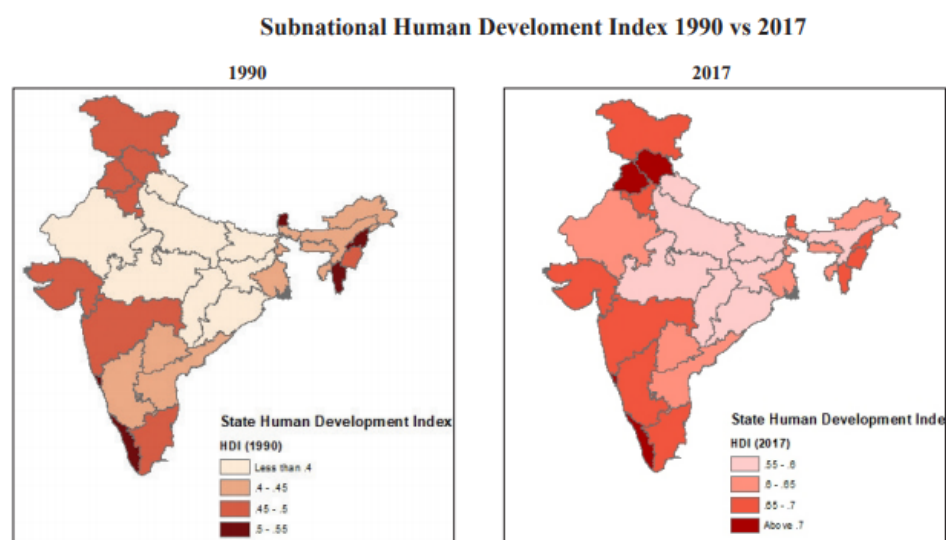 Subnational Human Develoment Index 1990 vs 2017
1990
2017
State Human Development Index
HDI (1990)
Less than .4
.4 - .45
.45 - .5
.5 - .55
State Human Development Inde
HDI (2017)
.55 - .6
.6 - .65
.65 - .7
Above .7